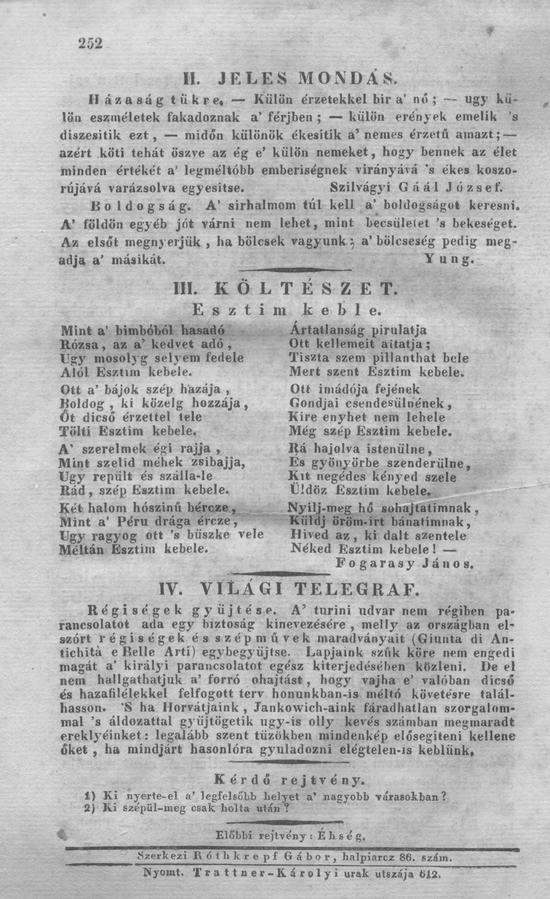 252
II. JELES MONDÁS.
Házaság tükre. — Külön érzetekkel bir a' nő; — ugy kü-
lön eszméletek fakadoznak a' férjben; — külön erények emelik 's
diszesitik ezt, — midőn különök ékesitik a' nemes érzetű amazt; —
azért köti tehát öszve az ég e' külön nemeket, hogy bennek az élet
minden értékét a' legméltóbb emberiségnek virányává 's ékes koszo-
rújává varázsolva egyesitse. Szilvágyi Gáál József.
Boldogság. A' sirhalmom túl kell a' boldogságot keresni.
A' földön egyéb jót várni nem lehet, mint becsületet 's bekeséget.
Az elsőt megnyerjük, ha bölcsek vagyunk; a' bölcseség pedig meg-
adja a' másikát. Yung.
III. KÖLTÉSZET.
Esztim keble.
Mint a' bimbóból hasadó
Rózsa, az a' kedvet adó,
Ugy mosolyg selyem fedele
Alól Esztim kebele.
Ott a' bájok szép hazája,
Boldog, ki közelg hozzája,
Őt dicső érzettel tele
Tölti Esztim kebele.
A' szerelmek égi rajja,
Mint szelid méhek zsibajja,
Ugy repült és szálla-le
Rád, szép Esztim kebele.
Két halom hószinű bércze,
Mint a' Péru drága ércze,
Ugy ragyog ott 's büszke vele
Méltán Esztim kebele.
Ártatlanság pirulatja
Ott kellemeit áitatja;
Tiszta szem pillanthat bele
Mert szent Esztim kebele.
Ott imádója fejének
Gondjai csendesülnének,
Kire enyhet nem lehele
Még szép Esztim kebele.
Rá hajolva istenülne,
És gyönyörbe szenderülne,
Kit negédes kényed szele
Üldöz Esztim kebele.
Nyilj-meg hő sohajtatimnak,
Küldj öröm-irt bánatimnak,
Hived az, ki dalt szentele
Néked Esztim kebele! —
Fogarasy János.
IV. VILÁGI TELEGRAF.
Régiségek gyüjtése. A' turini udvar nem régiben pa-
rancsolatot ada egy biztoság kinevezésére, melly az országban el-
szórt régiségek és szépművek maradványait (Giunta di An-
tichità e Belle Arti) egybegyüjtse. Lapjaink szűk köre nem engedi
magát a' királyi parancsolatot egész kiterjedésében közleni. De el
nem hallgathatjuk a' forró ohajtást, hogy vajha e' valóban dicső
és hazafilélekkel felfogott terv honunkban-is méltó követésre talál-
hasson. 'S ha Horvátjaink, Jankowich-aink fáradhatlan szorgalom-
mal 's áldozattal gyüjtögetik ugy-is olly kevés számban megmaradt
ereklyéinket: legalább szent tüzökben mindenkép elősegiteni kellene
őket, ha mindjárt hasonlóra gyuladozni elégtelen-is keblünk.
Kérdő rejtvény.
1) Ki nyerte-el a' legfelsőbb helyet a' nagyobb városokban?
2) Ki szépül-meg csak holta után?
Előbbi rejtvény: Éhség.
Szerkezi Róthkrepf Gábor, halpiarcz 86. szám.
Nyomt. Trattner-Károlyi urak utszája 612.